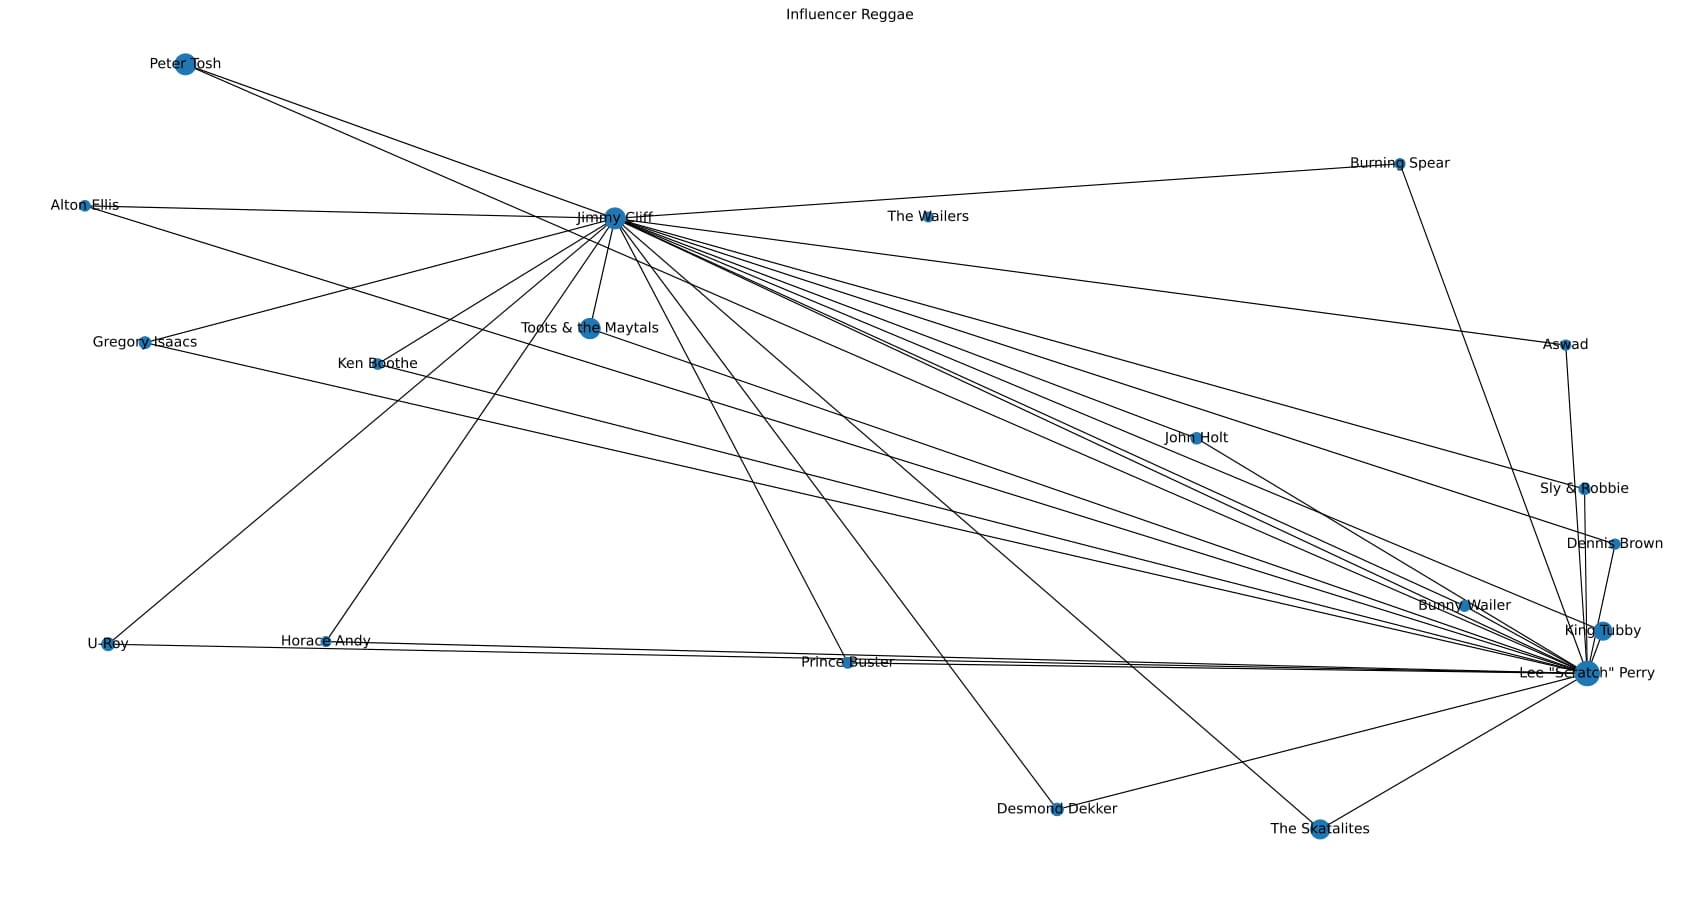 Influencer Reggae
Peter Tosh
Burning Spear
Alton Ellis
Jimmy Cliff
The Wailers
Toots & the Maytals
Gregory Isaacs
Aswad
Ken Boothe
John Holt
Sly & Robbie
Dennis Brown
Bunny Wailer
King Tubby
Horace Andy
U-Roy
Prince Buster
Lee "Scratch" Perry
Desmond Dekker
The Skatalites